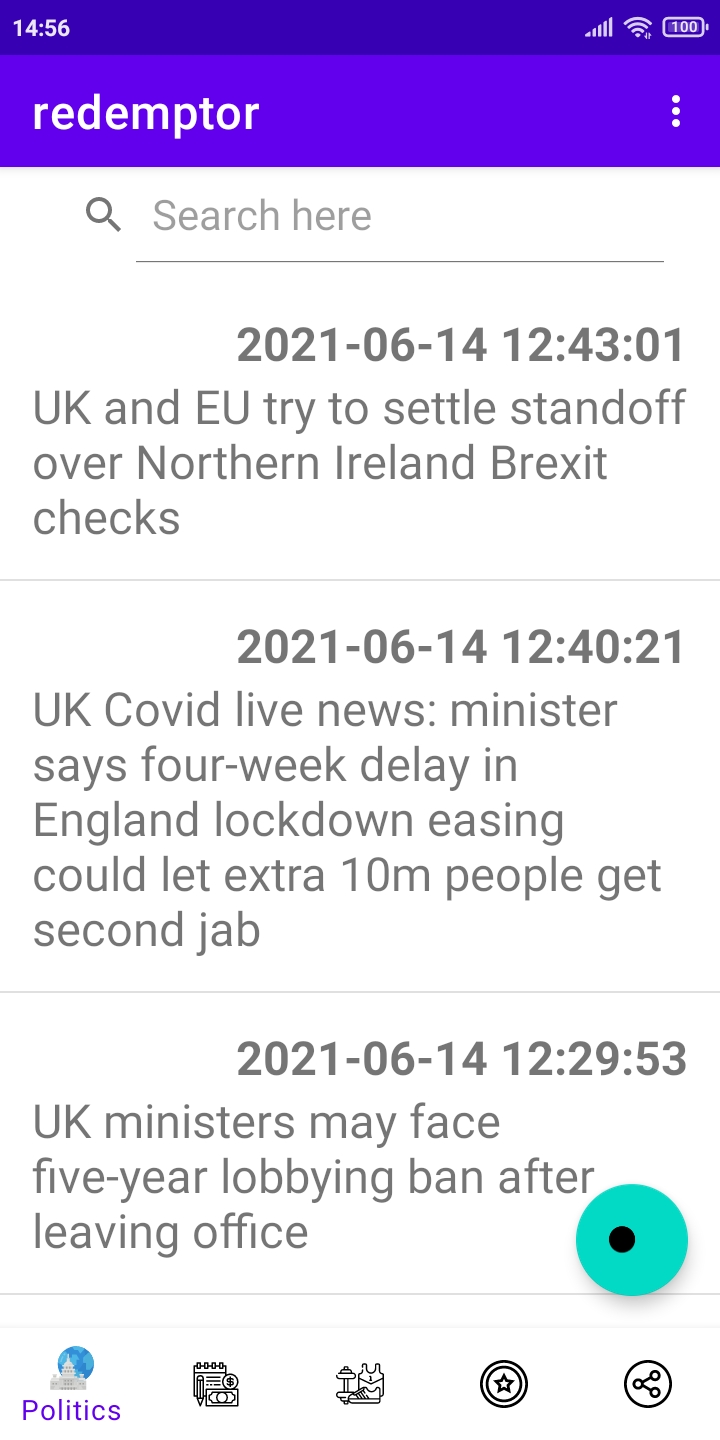 14:56
100
redemptor
Search here
2021-06-14 12:43:01
UK and EU try to settle standoff
over Northern Ireland Brexit
checks
2021-06-14 12:40:21
UK Covid live news: minister
says four-week delay in
England lockdown easing
could let extra 10m people get
second jab
2021-06-14 12:29:53
UK ministers may face
five-year lobbying ban after
leaving office
Politics